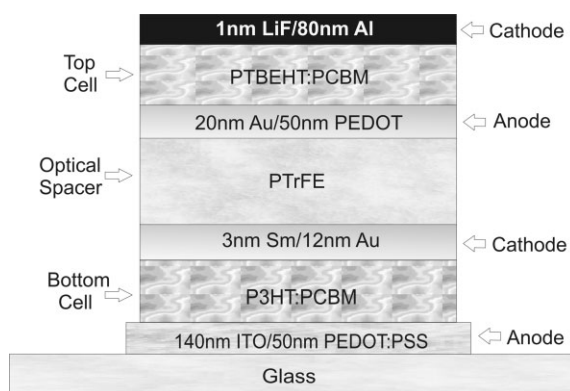 1nm LiF/80nm Al
Cathode
Top
Cell
PTBEHT:PCBM
20nm Au/50nm PEDOT
Anode
Optical
Spacer
PTrFE
3nm Sm/12nm Au
Cathode
Bottom
Cell
P3HT:PCBM
140nm ITO/50nm PEDOT:PSS
Anode
Glass